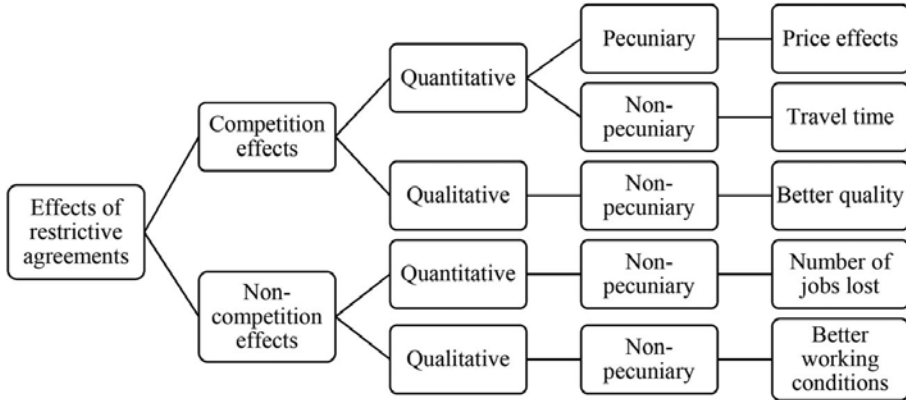 Effects of
restrictive
agreements
Competition
effects
Quantitative
Pecuniary
Price effects
Non-
pecuniary
Travel time
Qualitative
Non-
pecuniary
Better quality
Non-
competition
effects
Quantitative
Non-
pecuniary
Number of
jobs lost
Qualitative
Non-
pecuniary
Better
working
conditions